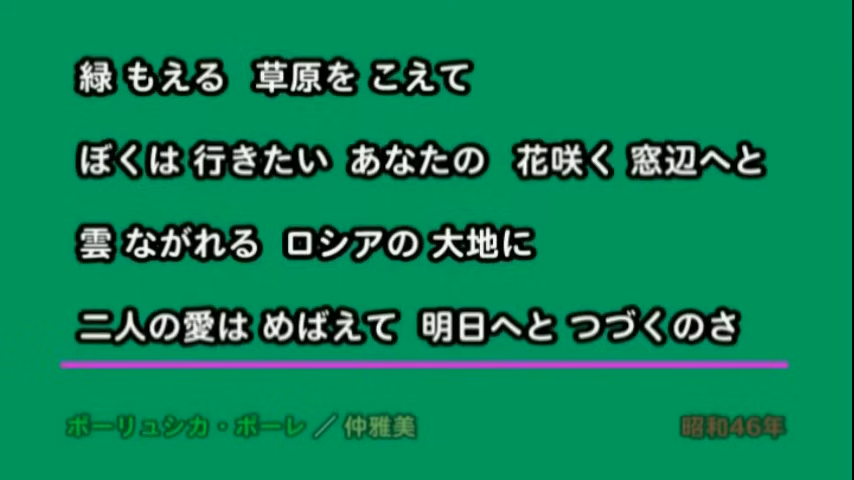 緑 もえる 草原を こえて
ぼくは 行きたい あなたの 花咲く 窓辺へと
雲 ながれる ロシアの 大地に
二人の愛は めばえて 明日へと つづくのさ
ポーリュシカ・ポーレ／仲雅美 昭和46年